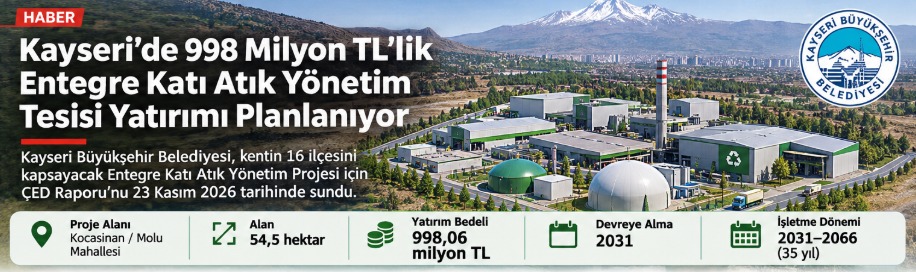 HABER
Kayseri’de 998 Milyon TL’lik
Entegre Katı Atık Yönetim
Tesisi Yatırımı Planlanıyor
Kayseri Büyükşehir Belediyesi, kentin 16 ilçesini
kapsayacak Entegre Katı Atık Yönetim Projesi için
ÇED Raporu’nu 23 Kasım 2026 tarihinde sundu.
KAYSERİ BÜYÜKŞEHİR
BELEDİYESİ
Proje Alanı
Kocasinan / Molu
Mahallesi
Alan
54,5 hektar
Yatırım Bedeli
998,06
milyon TL
Devreye Alma
2031
İşletme Dönemi
2031–2066
(35 yıl)